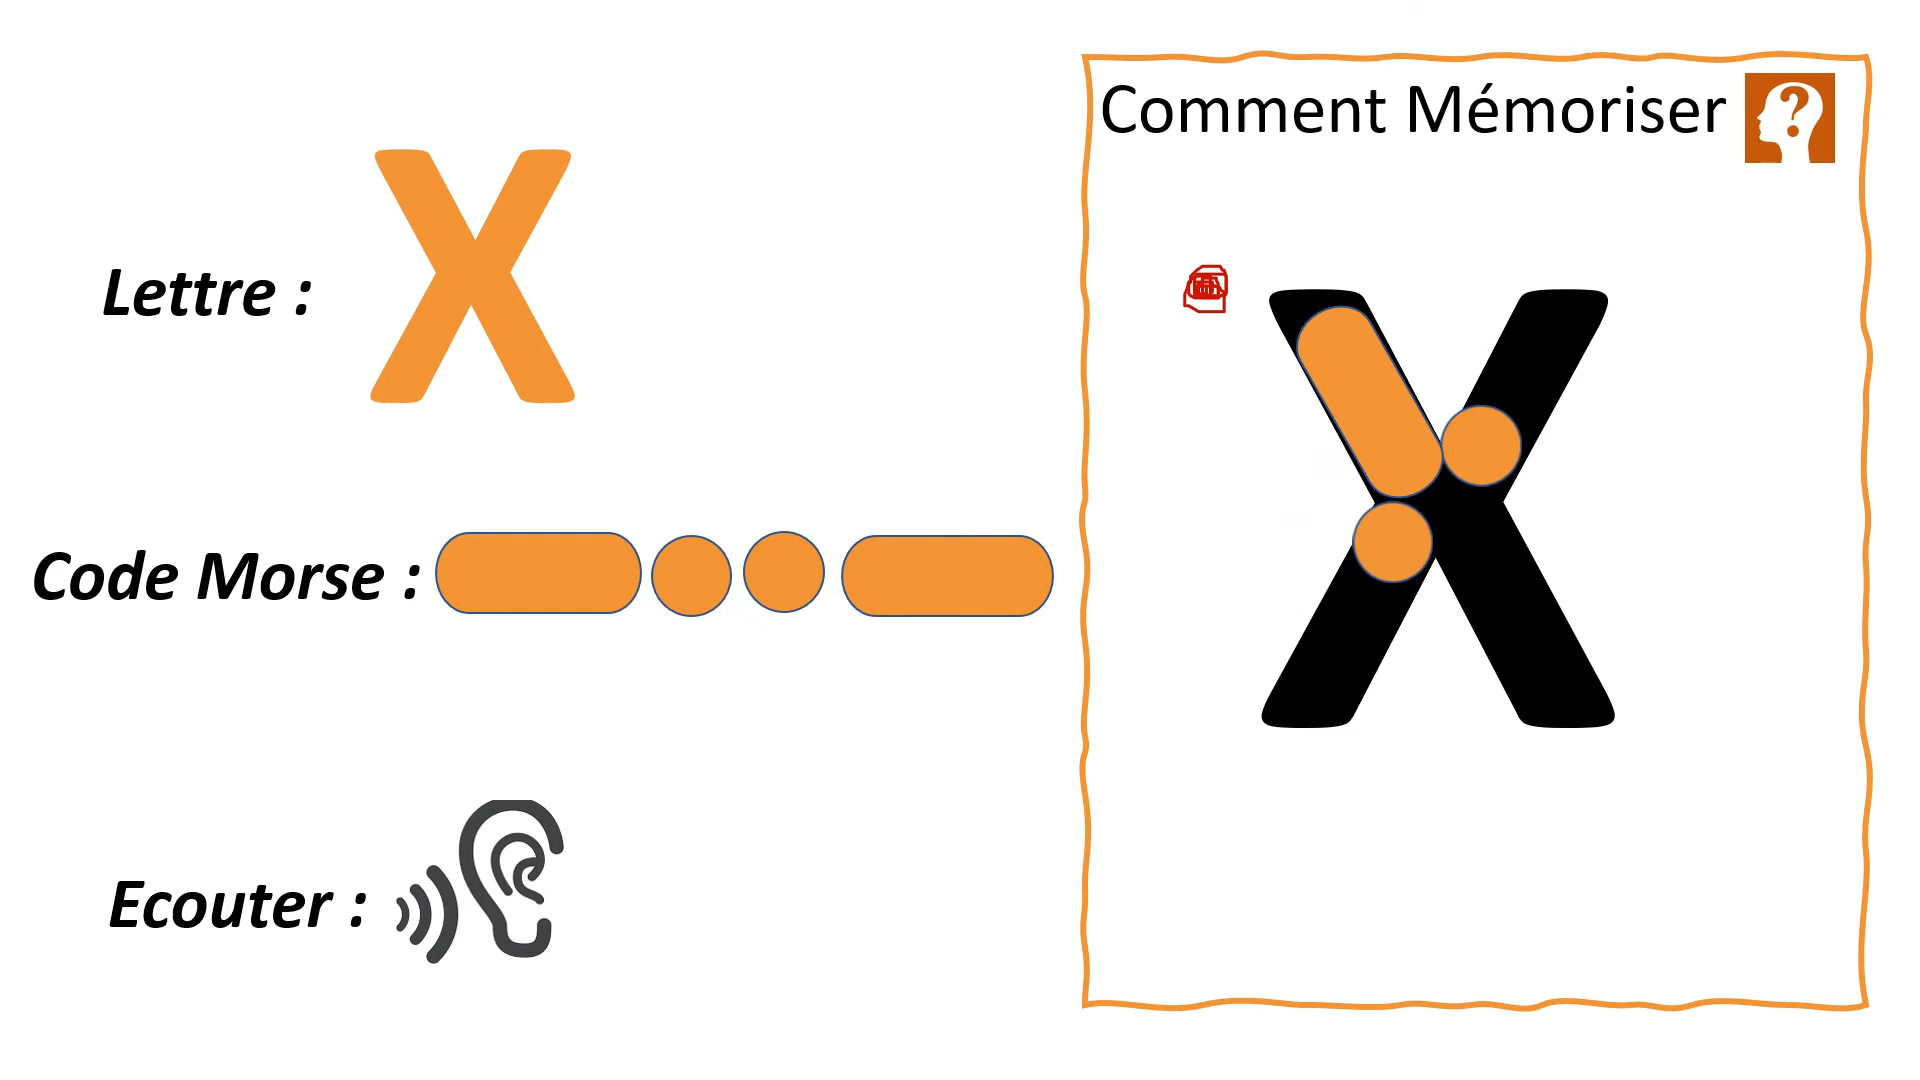 Comment Mémoriser
Lettre : X
Code Morse :
Ecouter :
X